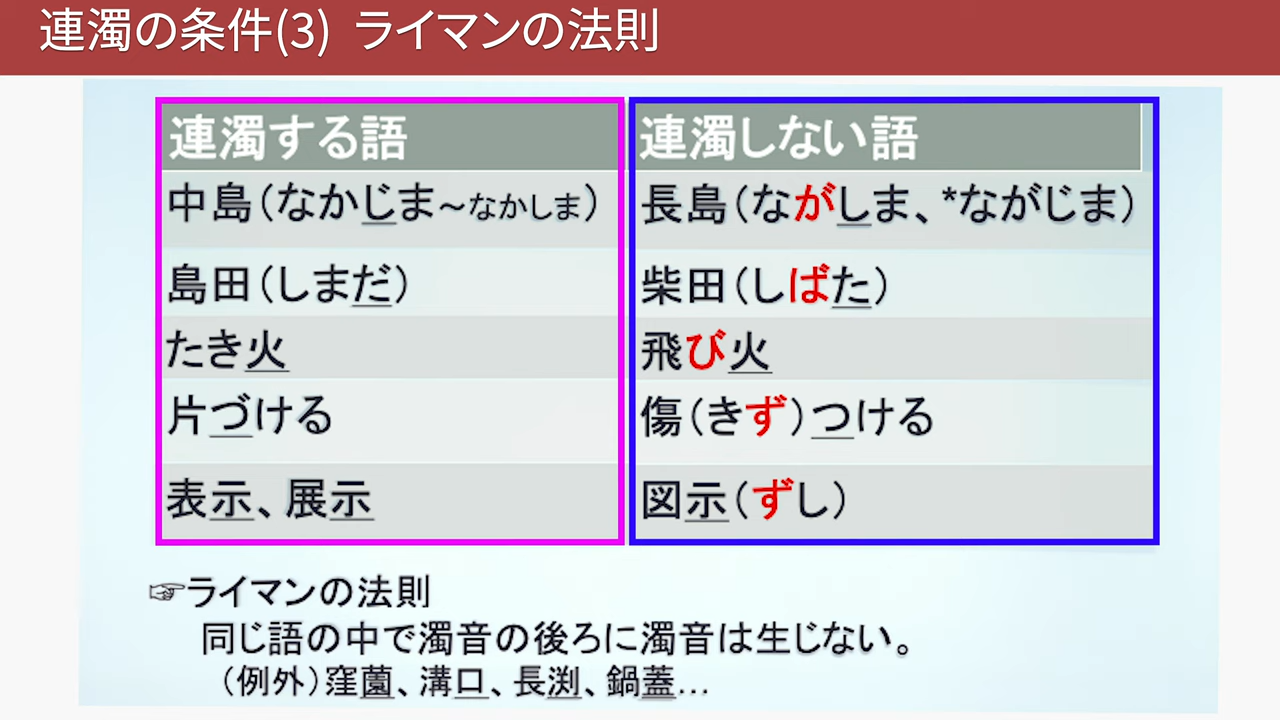 連濁の条件(3) ライマンの法則
連濁する語
連濁しない語
中島(なかじま～なかしま)
長島(ながしま、*ながじま)
島田(しまだ)
柴田(しばた)
たき火
飛び火
片づける
傷(きず)つける
表示、展示
図示(ずし)
☞ライマンの法則
同じ語の中で濁音の後ろに濁音は生じない。
(例外)窪薗、溝口、長渕、鍋蓋…